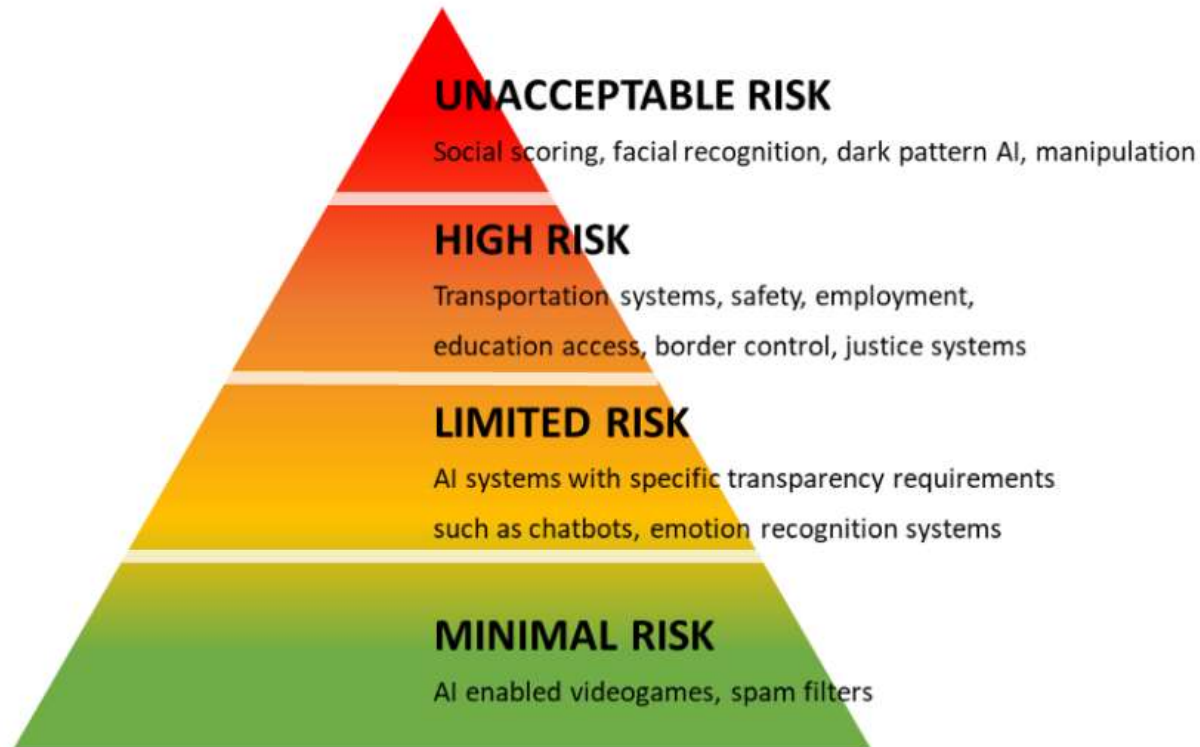 UNACCEPTABLE RISK
Social scoring, facial recognition, dark pattern AI, manipulation
HIGH RISK
Transportation systems, safety, employment,
education access, border control, justice systems
LIMITED RISK
AI systems with specific transparency requirements
such as chatbots, emotion recognition systems
MINIMAL RISK
AI enabled videogames, spam filters